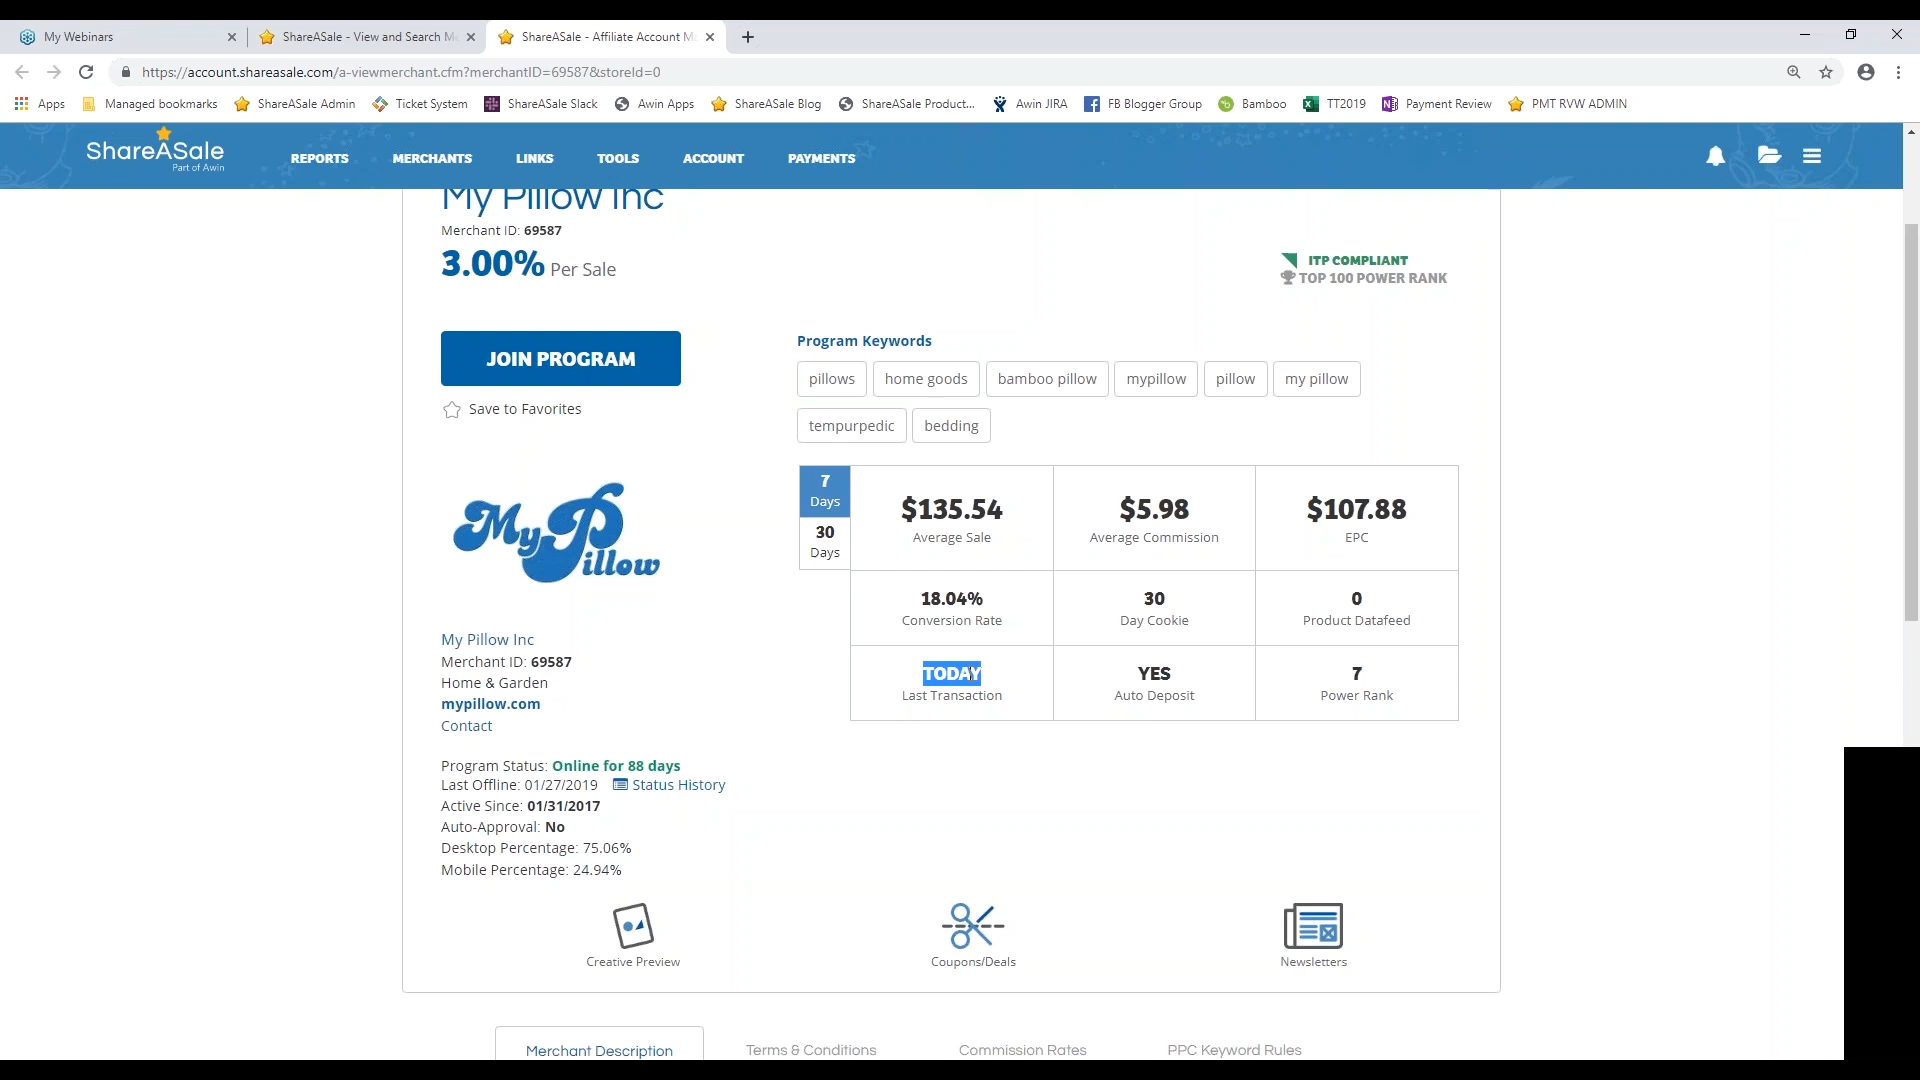 My Webinars
ShareASale - View and Search M
ShareASale - Affiliate Account M
https://account.shareasale.com/a-viewmerchant.cfm?merchantID=69587&storeId=0
Apps Managed bookmarks ShareASale Admin Ticket System ShareASale Slack Awin Apps ShareASale Blog ShareASale Product... Awin JIRA FB Blogger Group Bamboo TT2019 Payment Review PMT RVW ADMIN
ShareASale
Part of Awin
REPORTS MERCHANTS LINKS TOOLS ACCOUNT PAYMENTS
My Pillow Inc
Merchant ID: 69587
3.00% Per Sale
ITP COMPLIANT
TOP 100 POWER RANK
JOIN PROGRAM
Save to Favorites
Program Keywords
pillows home goods bamboo pillow mypillow pillow my pillow
tempurpedic bedding
7
Days
30
Days
$135.54
Average Sale
$5.98
Average Commission
$107.88
EPC
18.04%
Conversion Rate
30
Day Cookie
0
Product Datafeed
TODAY
Last Transaction
YES
Auto Deposit
7
Power Rank
My Pillow
My Pillow Inc
Merchant ID: 69587
Home & Garden
mypillow.com
Contact
Program Status: Online for 88 days
Last Offline: 01/27/2019 Status History
Active Since: 01/31/2017
Auto-Approval: No
Desktop Percentage: 75.06%
Mobile Percentage: 24.94%
Creative Preview
Coupons/Deals
Newsletters
Merchant Description Terms & Conditions Commission Rates PPC Keyword Rules